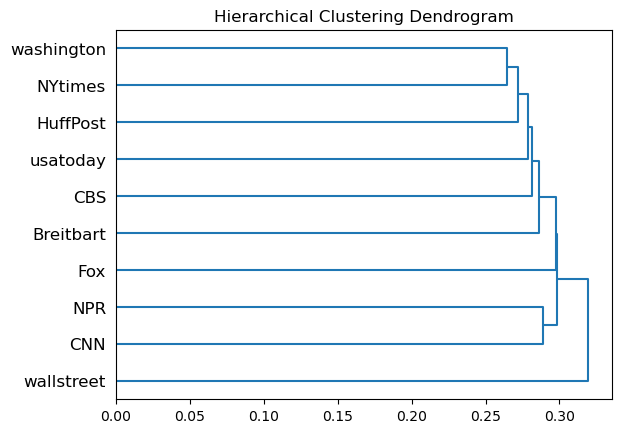 Hierarchical Clustering Dendrogram
washington
NYtimes
HuffPost
usatoday
CBS
Breitbart
Fox
NPR
CNN
wallstreet
0.00 0.05 0.10 0.15 0.20 0.25 0.30